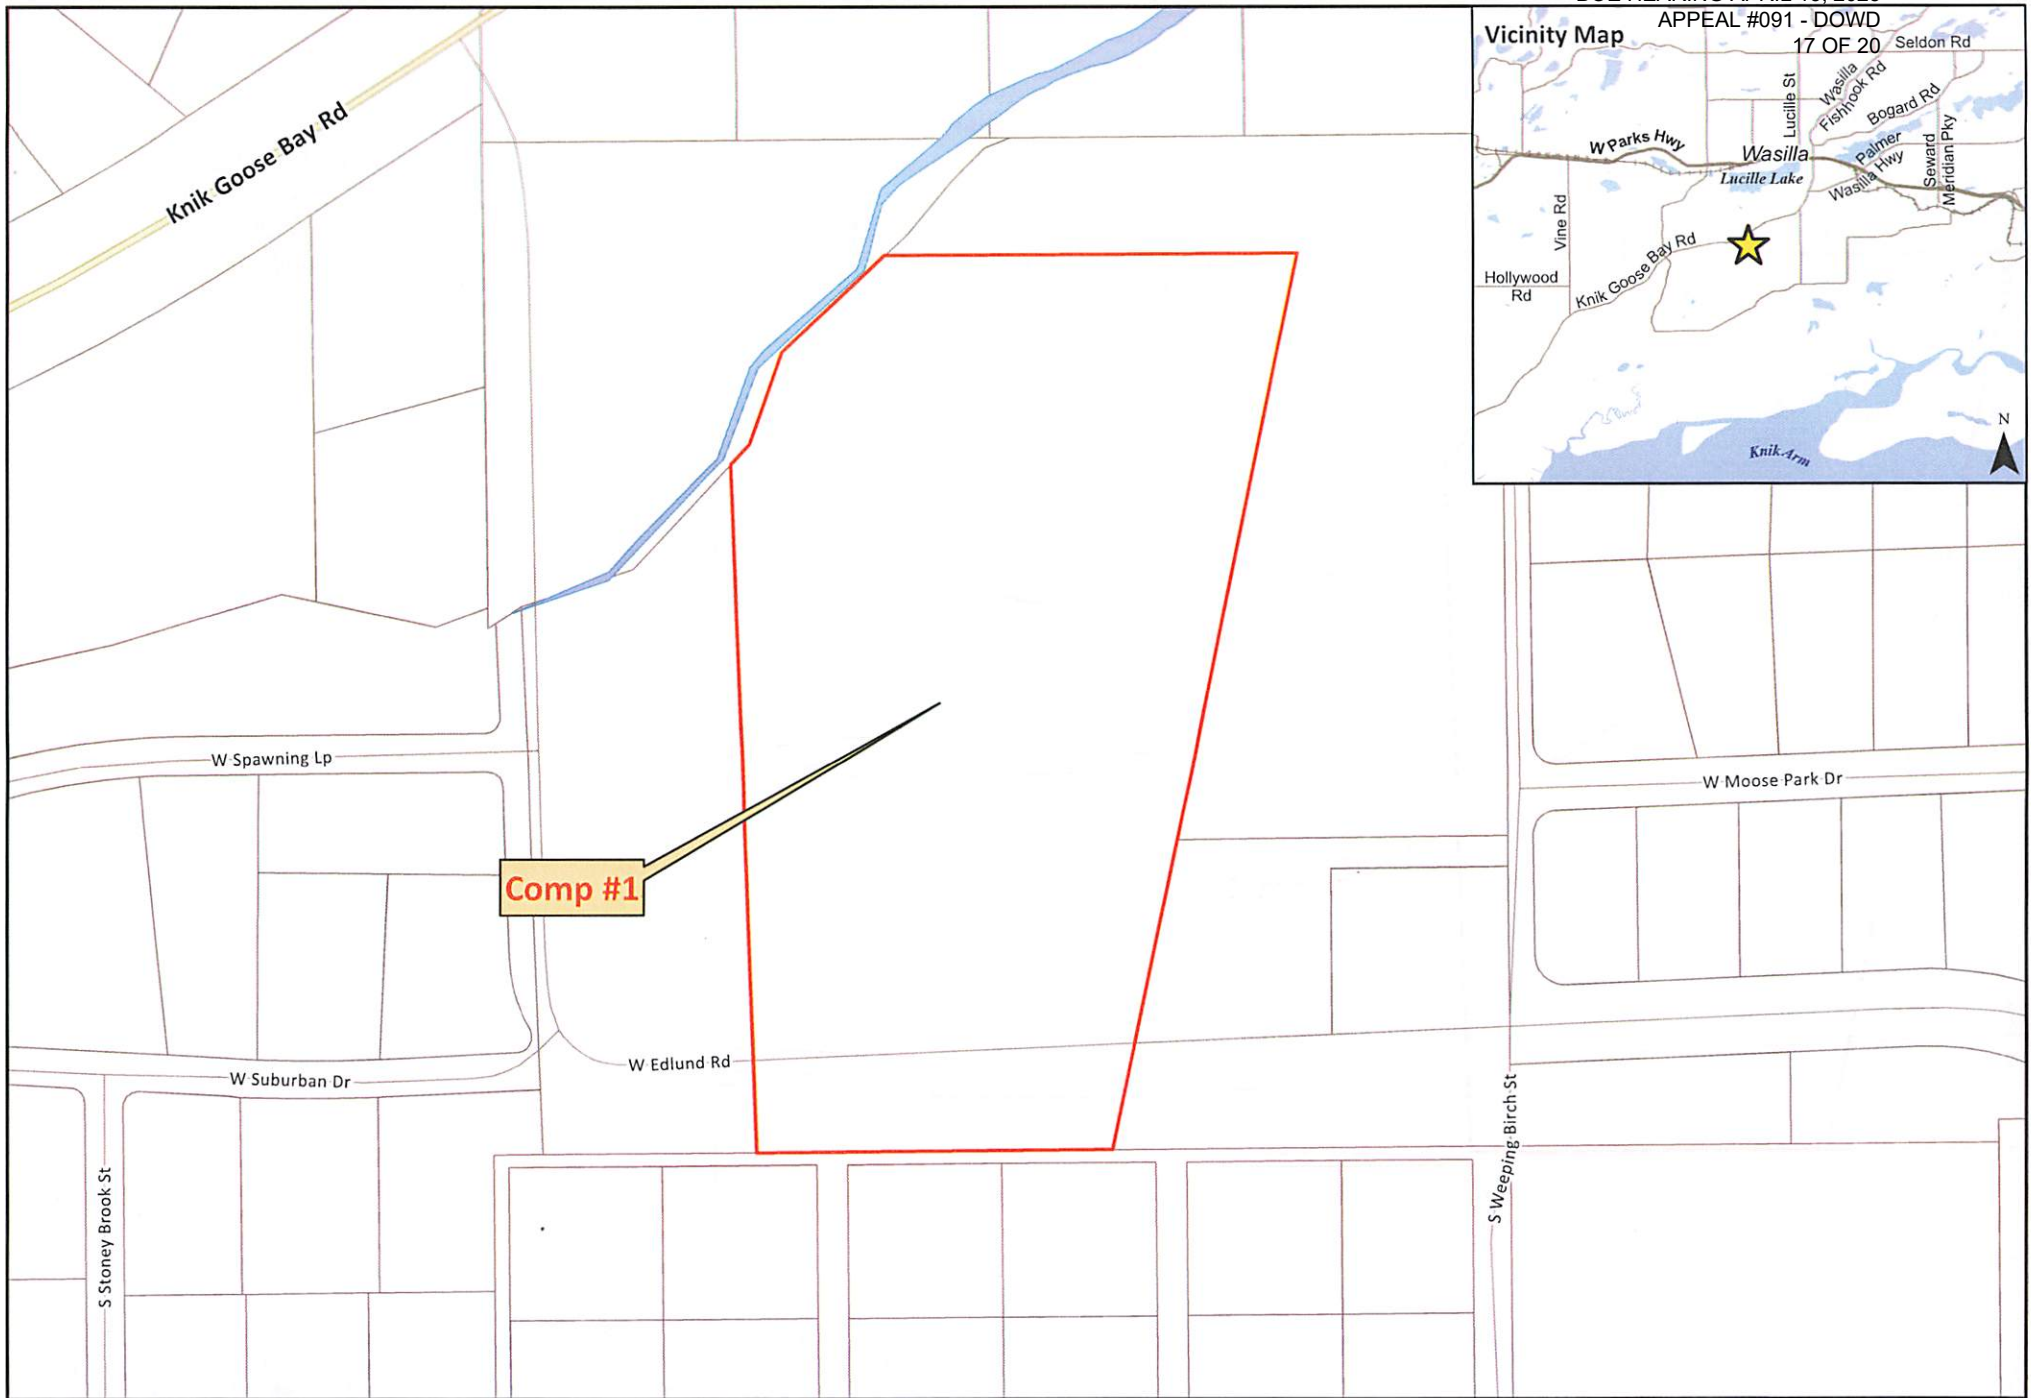 APPEAL #091 - DOWD
17 OF 20
Vicinity Map
Seldon Rd
Lucille St
Wasilla
Fishhook Rd
Bogard Rd
W Parks Hwy
Wasilla
Lucille Lake
Palmer
Wasilla Hwy
Seward
Meridian Pky
Vine Rd
Knik Goose Bay Rd
Hollywood
Rd
Knik Arm
N
Knik Goose Bay Rd
W Spawning Lp
W Moose Park Dr
Comp #1
W Edlund Rd
W Suburban Dr
S Stoney Brook St
S Weeping Birch St